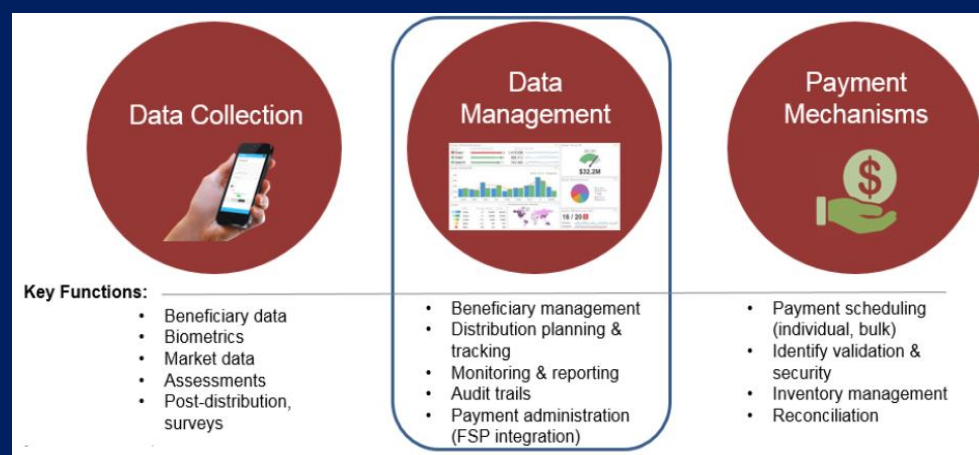 Data Collection
Data
Management
Payment
Mechanisms
$32.2M
16 / 20
$
Key Functions:
• Beneficiary data
• Biometrics
• Market data
• Assessments
• Post-distribution,
surveys
• Beneficiary management
• Distribution planning &
tracking
• Monitoring & reporting
• Audit trails
• Payment administration
(FSP integration)
• Payment scheduling
(individual, bulk)
• Identify validation &
security
• Inventory management
• Reconciliation